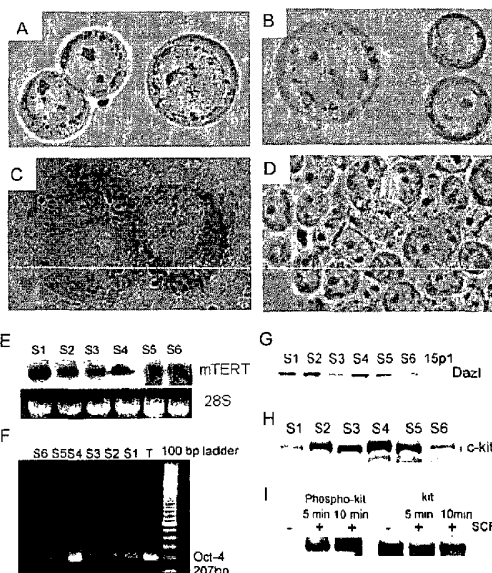 A
B
C
D
E
S1 S2 S3 S4 S5 S6
mTERT
28S
F
S6 S5 S4 S3 S2 S1 T 100 bp ladder
Oct-4
207bp
G
S1 S2 S3 S4 S5 S6 15p1
Dazl
H
S1 S2 S3 S4 S5 S6
c-kit
I
Phospho-kit kit
5 min 10 min 5 min 10min
- + + - + + SCF